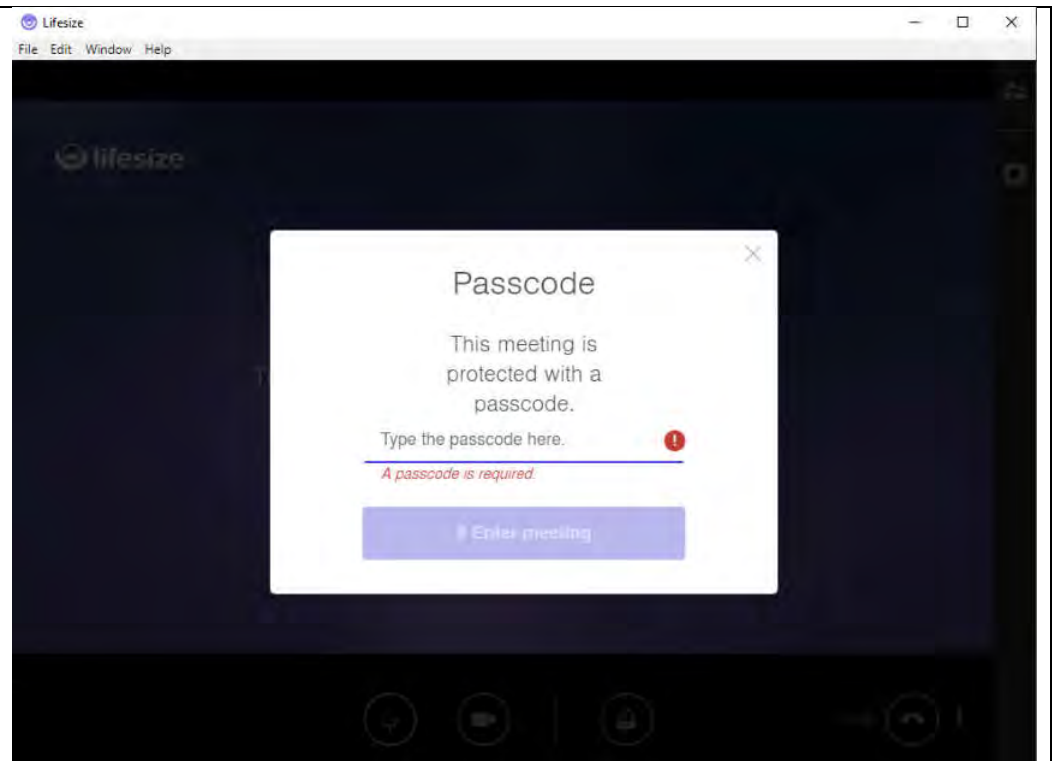 Lifesize
File Edit Window Help
lifesize
Passcode
This meeting is
protected with a
passcode.
Type the passcode here.
A passcode is required.
# Enter meeting